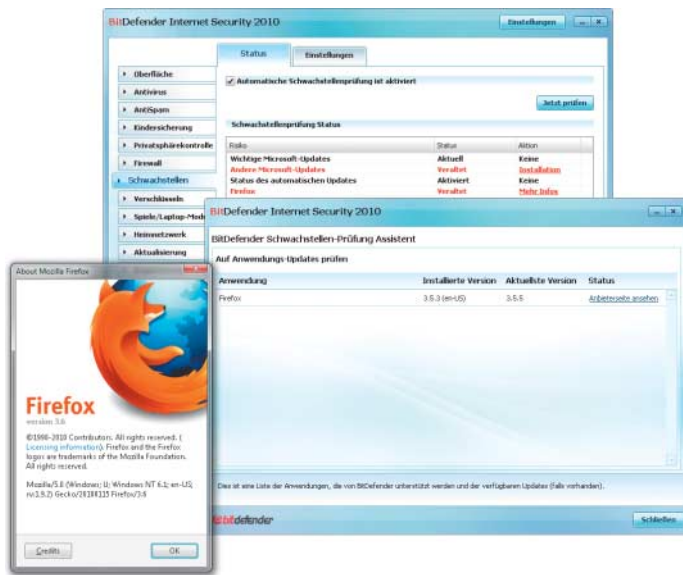 BitDefender Internet Security 2010
Einstellungen
Status
Einstellungen
Oberfläche
Antivirus
AntiSpam
Kindersicherung
Privatsphärekontrolle
Firewall
Schwachstellen
Verschlüsseln
Spiele/Laptop-Mod
Heimnetzwerk
Aktualisierung
Automatische Schwachstellenprüfung ist aktiviert
Jetzt prüfen
Schwachstellenprüfung Status
Risiko Status Aktion
Wichtige Microsoft-Updates Aktuell Keine
Andere Microsoft-Updates Veraltet Installation
Status des automatischen Updates Aktiviert Keine
Firefox Veraltet Mehr Infos
BitDefender Internet Security 2010
BitDefender Schwachstellen-Prüfung Assistent
Auf Anwendungs-Updates prüfen
Anwendung Installierte Version Aktuellste Version Status
Firefox 3.5.3 (en-US) 3.5.5 Anbieterseite ansehen
Dies ist eine Liste der Anwendungen, die von BitDefender unterstützt werden und der verfügbaren Updates (falls vorhanden).
bitdefender
Schließen
About Mozilla Firefox
Firefox
version 3.6
©1998-2010 Contributors. All rights reserved. (
Licensing information). Firefox and the Firefox
logos are trademarks of the Mozilla Foundation.
All rights reserved.
Mozilla/5.0 (Windows; U; Windows NT 6.1; en-US;
rv:1.9.2) Gecko/20100115 Firefox/3.6
Credits
OK